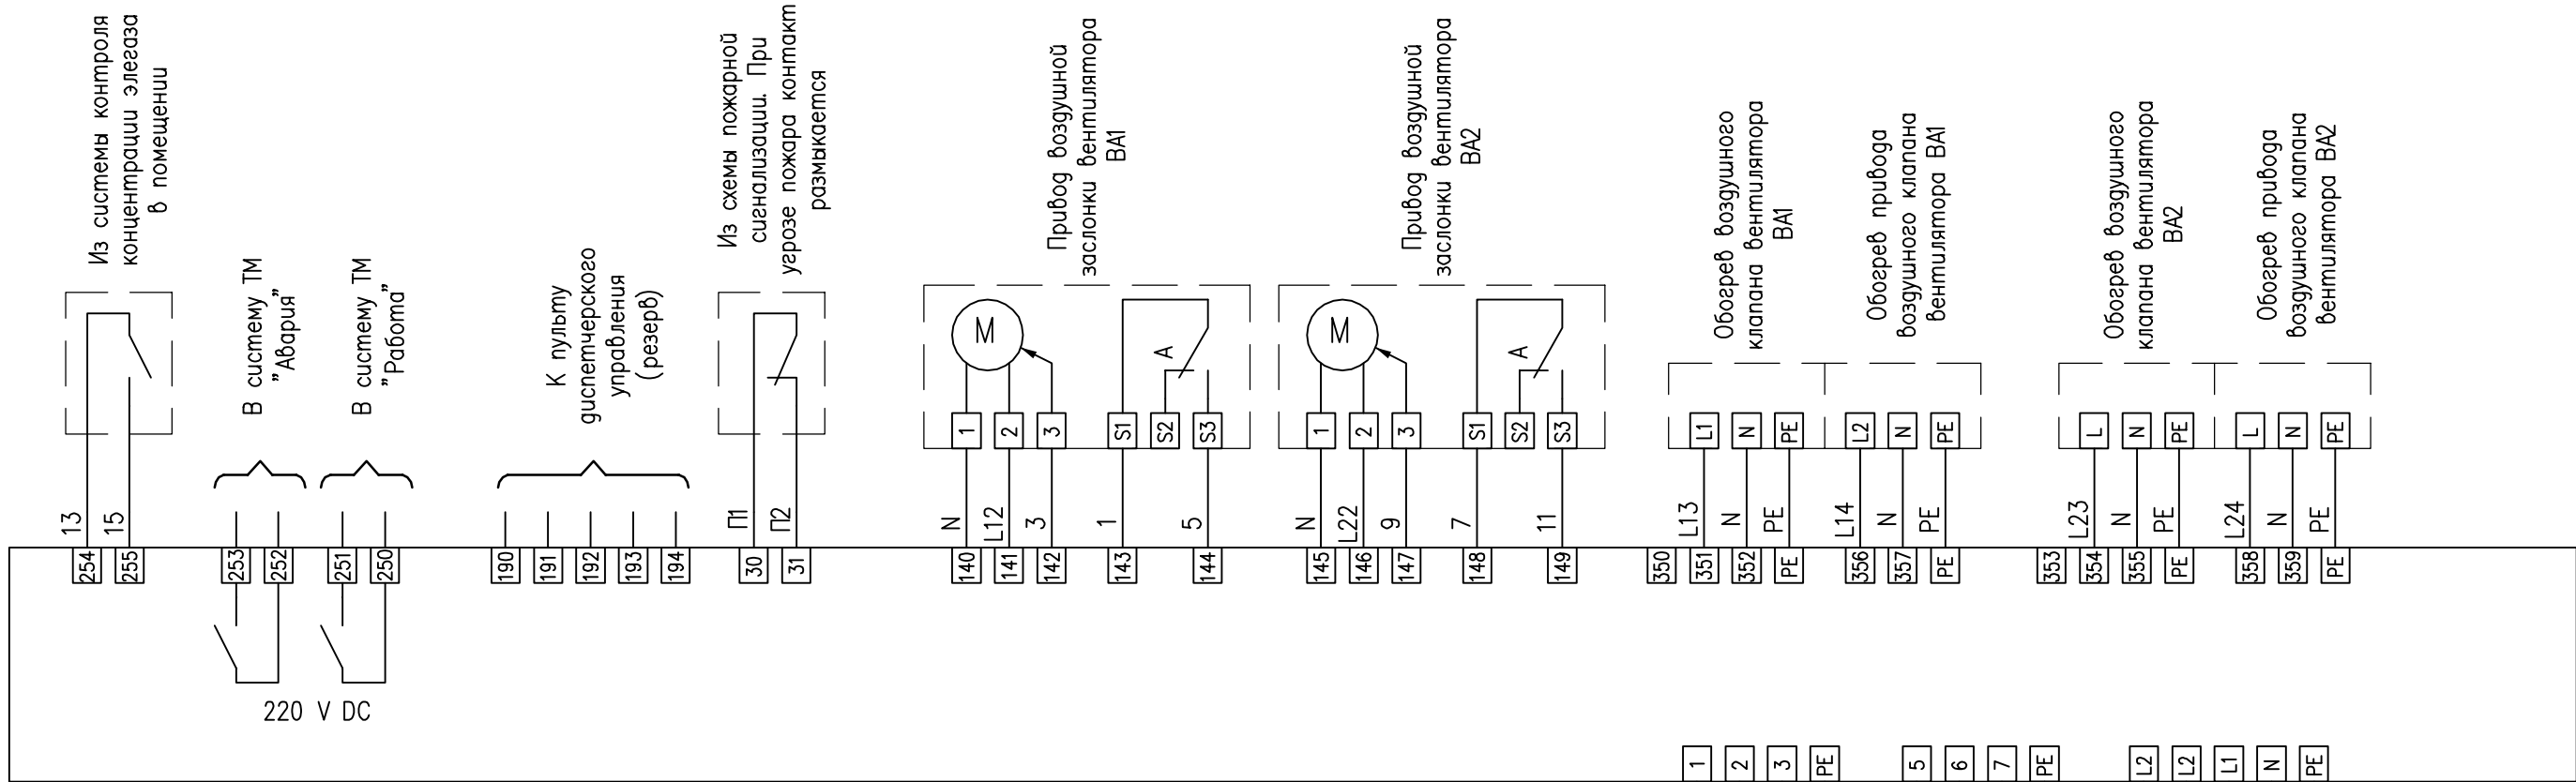 Из системы контроля
концентрации элегаза
в помещении
В систему ТМ
"Авария"
В систему ТМ
"Работа"
К пульту
диспетчерского
управления
(резерв)
Из схемы пожарной
сигнализации. При
угрозе пожара контакт
размыкается
Привод воздушной
заслонки вентилятора
ВА1
Привод воздушной
заслонки вентилятора
ВА2
Обогрев воздушного
клапана вентилятора
ВА1
Обогрев привода
воздушного клапана
вентилятора ВА1
Обогрев воздушного
клапана вентилятора
ВА2
Обогрев привода
воздушного клапана
вентилятора ВА2
M A M A
1 2 3 S1 S2 S3 1 2 3 S1 S2 S3 L1 N PE L2 N PE L N PE L N PE
13 15 П1 П2 N L12 3 1 5 N L22 9 7 11 L13 N PE L14 N PE L23 N PE L24 N PE
254 255 253 252 251 250 190 191 192 193 194 30 31 140 141 142 143 144 145 146 147 148 149 350 351 352 PE 356 357 PE 353 354 355 PE 358 359 PE
220 V DC
1 2 3 PE 5 6 7 PE L2 L2 L1 N PE